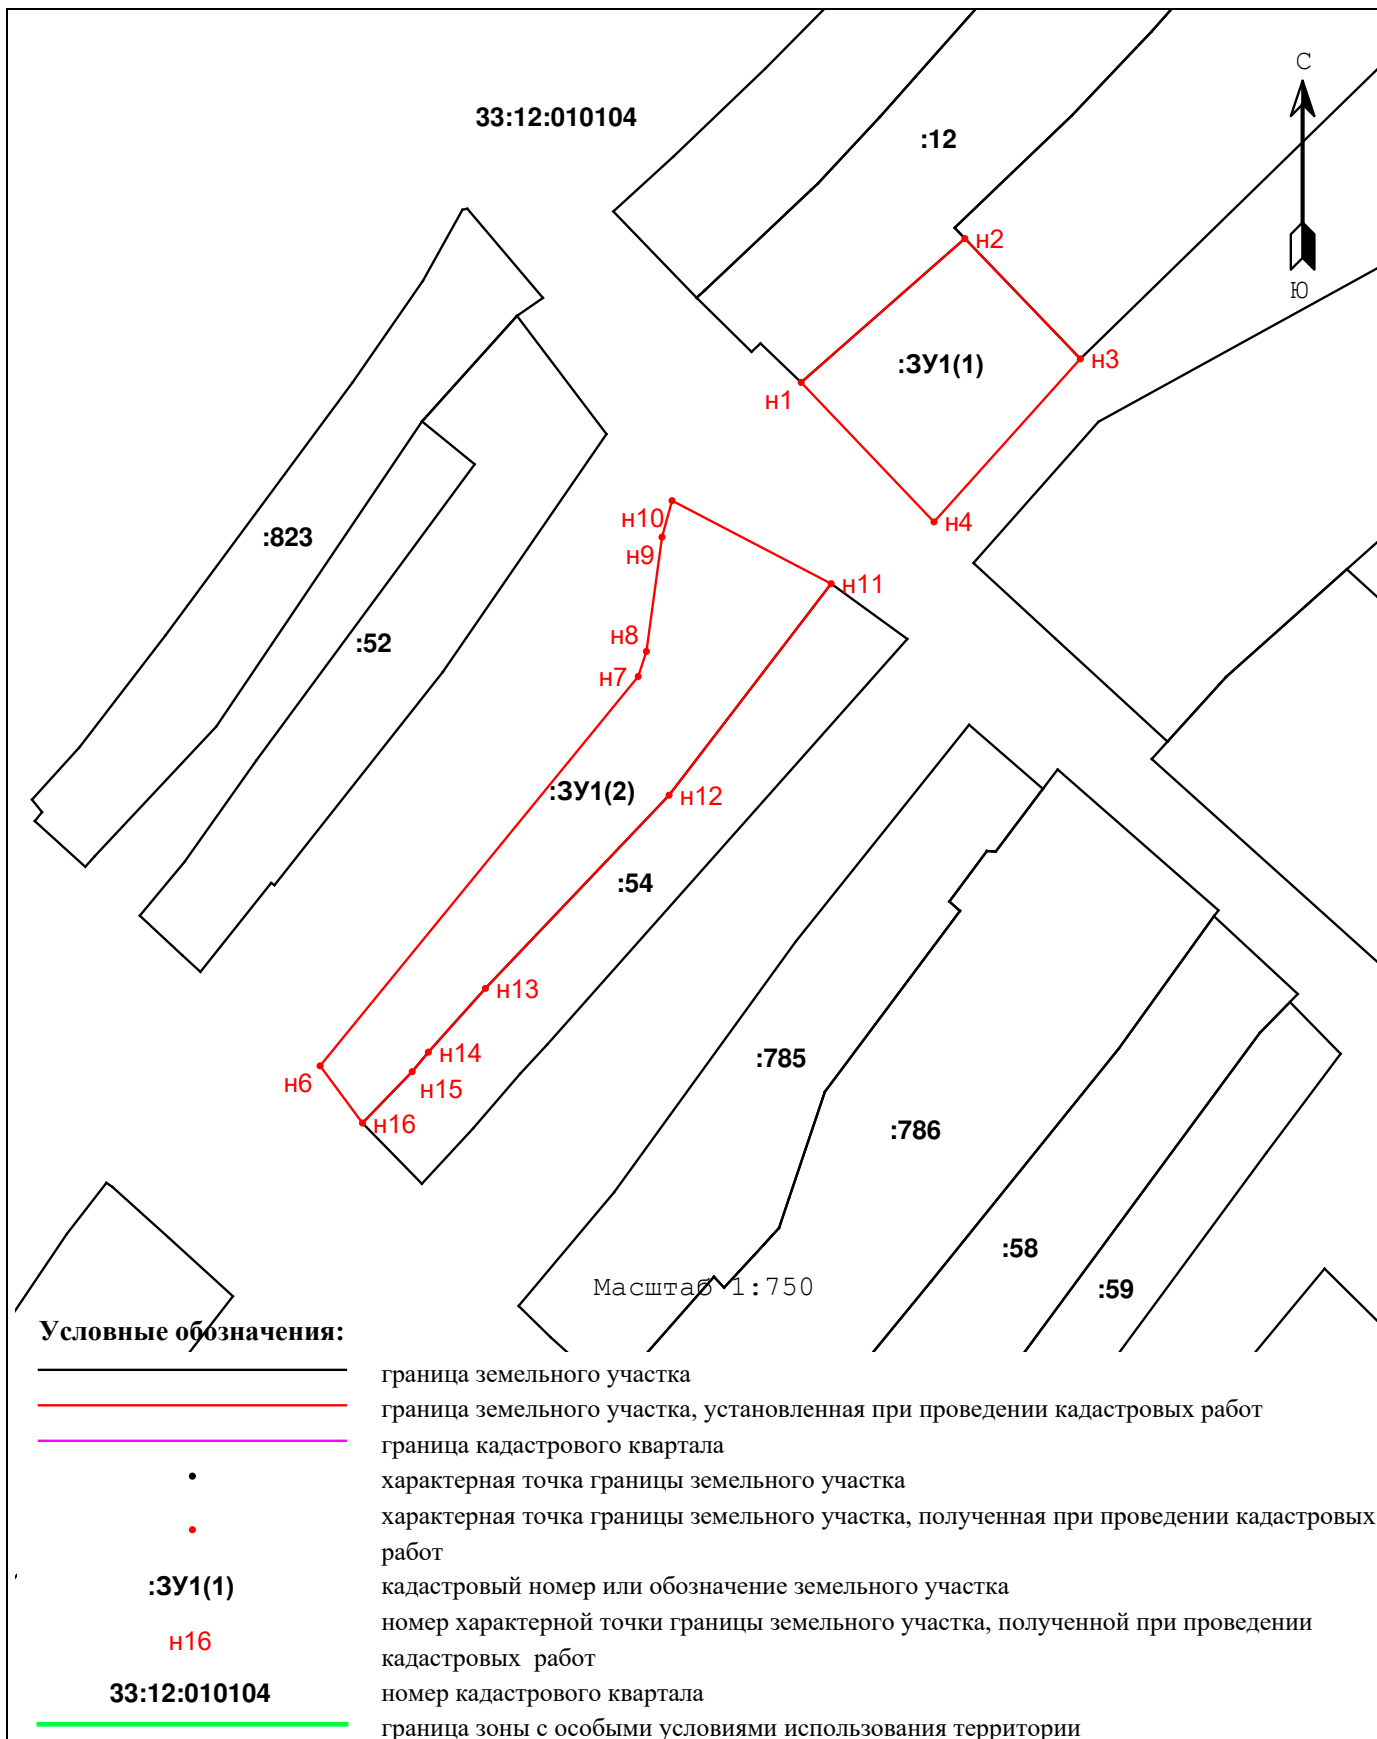 С
33:12:010104
:12
н2
Ю
н3
:ЗУ1(1)
н1
н10
н4
:823
н9
н11
н8
:52
н7
:ЗУ1(2)
н12
:54
н13
н14
:785
н6
н15
н16
:786
:58
Масштаб 1:750
:59
Условные обозначения:
граница земельного участка
граница земельного участка, установленная при проведении кадастровых работ
граница кадастрового квартала
характерная точка границы земельного участка
характерная точка границы земельного участка, полученная при проведении кадастровых
работ
:ЗУ1(1) кадастровый номер или обозначение земельного участка
номер характерной точки границы земельного участка, полученной при проведении
н16
кадастровых работ
33:12:010104 номер кадастрового квартала
граница зоны с особыми условиями использования территории